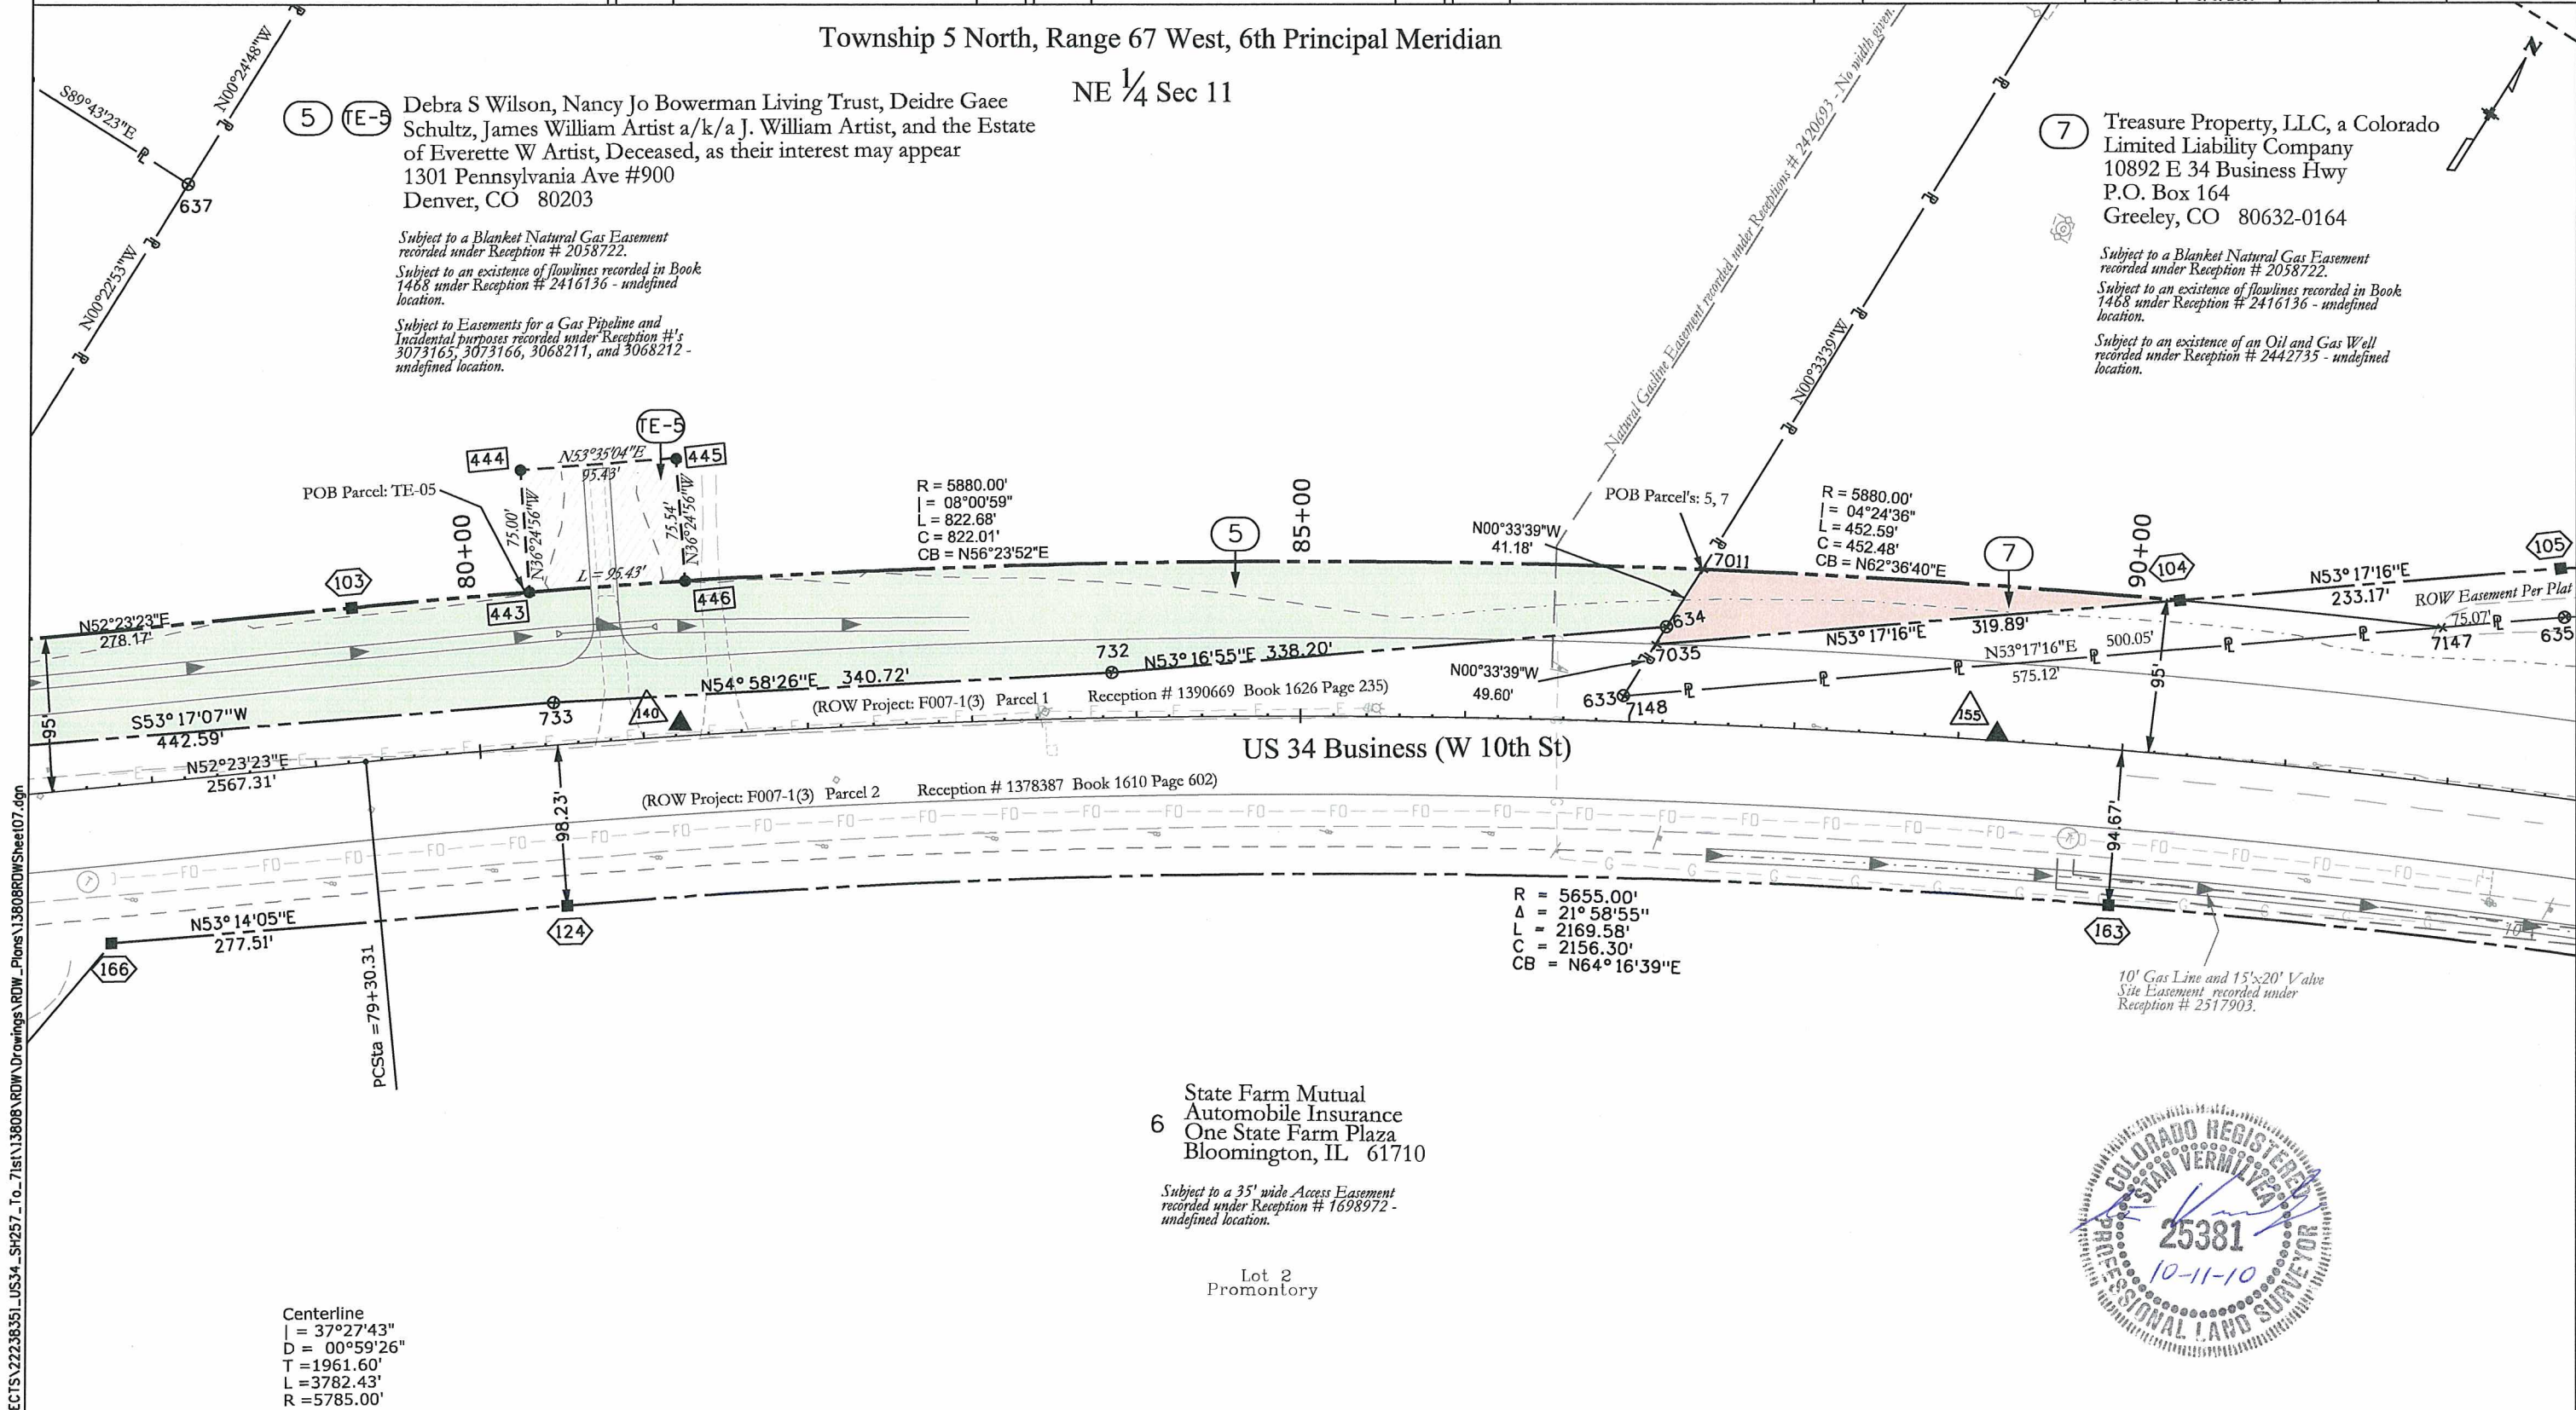 Township 5 North, Range 67 West, 6th Principal Meridian
NE 1/4 Sec 11
N
N00°24'48"W
S89°43'23"E
637
N00°22'53"W
5
TE-5
Debra S Wilson, Nancy Jo Bowerman Living Trust, Deidre Gaee
Schultz, James William Artist a/k/a J. William Artist, and the Estate
of Everette W Artist, Deceased, as their interest may appear
1301 Pennsylvania Ave #900
Denver, CO 80203
Subject to a Blanket Natural Gas Easement
recorded under Reception # 2058722.
Subject to an existence of flowlines recorded in Book
1468 under Reception # 2416136 - undefined
location.
Subject to Easements for a Gas Pipeline and
Incidental purposes recorded under Reception #'s
3073165, 3073166, 3068211, and 3068212 -
undefined location.
Natural Gasline Easement recorded under Receptions # 2420693 - No width given.
N00°33'39"W
7
Treasure Property, LLC, a Colorado
Limited Liability Company
10892 E 34 Business Hwy
P.O. Box 164
Greeley, CO 80632-0164
Subject to a Blanket Natural Gas Easement
recorded under Reception # 2058722.
Subject to an existence of flowlines recorded in Book
1468 under Reception # 2416136 - undefined
location.
Subject to an existence of an Oil and Gas Well
recorded under Reception # 2442735 - undefined
location.
TE-5
444
N53°35'04"E
95.43'
445
POB Parcel: TE-05
75.00'
N36°24'56"W
75.54'
N36°24'56"W
L = 95.43'
443
446
80+00
103
R = 5880.00'
I = 08°00'59"
L = 822.68'
C = 822.01'
CB = N56°23'52"E
5
85+00
N00°33'39"W
41.18'
POB Parcel's: 5, 7
7011
R = 5880.00'
I = 04°24'36"
L = 452.59'
C = 452.48'
CB = N62°36'40"E
7
90+00
104
105
N53°17'16"E
233.17'
ROW Easement Per Plat
75.07'
635
7147
N52°23'23"E
278.17'
95'
634
7035
N53°17'16"E
319.89'
N53°17'16"E
500.05'
575.12'
95'
N00°33'39"W
49.60'
633
7148
732
N53°16'55"E 338.20'
N54°58'26"E 340.72'
733
140
155
S53°17'07"W
442.59'
(ROW Project: F007-1(3) Parcel 1 Reception # 1390669 Book 1626 Page 235)
US 34 Business (W 10th St)
N52°23'23"E
2567.31'
(ROW Project: F007-1(3) Parcel 2 Reception # 1378387 Book 1610 Page 602)
98.23'
94.67'
N53°14'05"E
277.51'
166
124
163
PCSta =79+30.31
R = 5655.00'
Δ = 21°58'55"
L = 2169.58'
C = 2156.30'
CB = N64°16'39"E
10' Gas Line and 15'x20' Valve
Site Easement recorded under
Reception # 2517903.
6
State Farm Mutual
Automobile Insurance
One State Farm Plaza
Bloomington, IL 61710
Subject to a 35' wide Access Easement
recorded under Reception # 1698972 -
undefined location.
Lot 2
Promontory
COLORADO REGISTERED
STAN VERMILYEA
25381
10-11-10
PROFESSIONAL LAND SURVEYOR
Centerline
I = 37°27'43"
D = 00°59'26"
T =1961.60'
L =3782.43'
R =5785.00'
ECTS\22238351_US34_SH257_To_71st\13808\ROW\Drawings\ROW_Plans\13808ROWSheet07.dgn